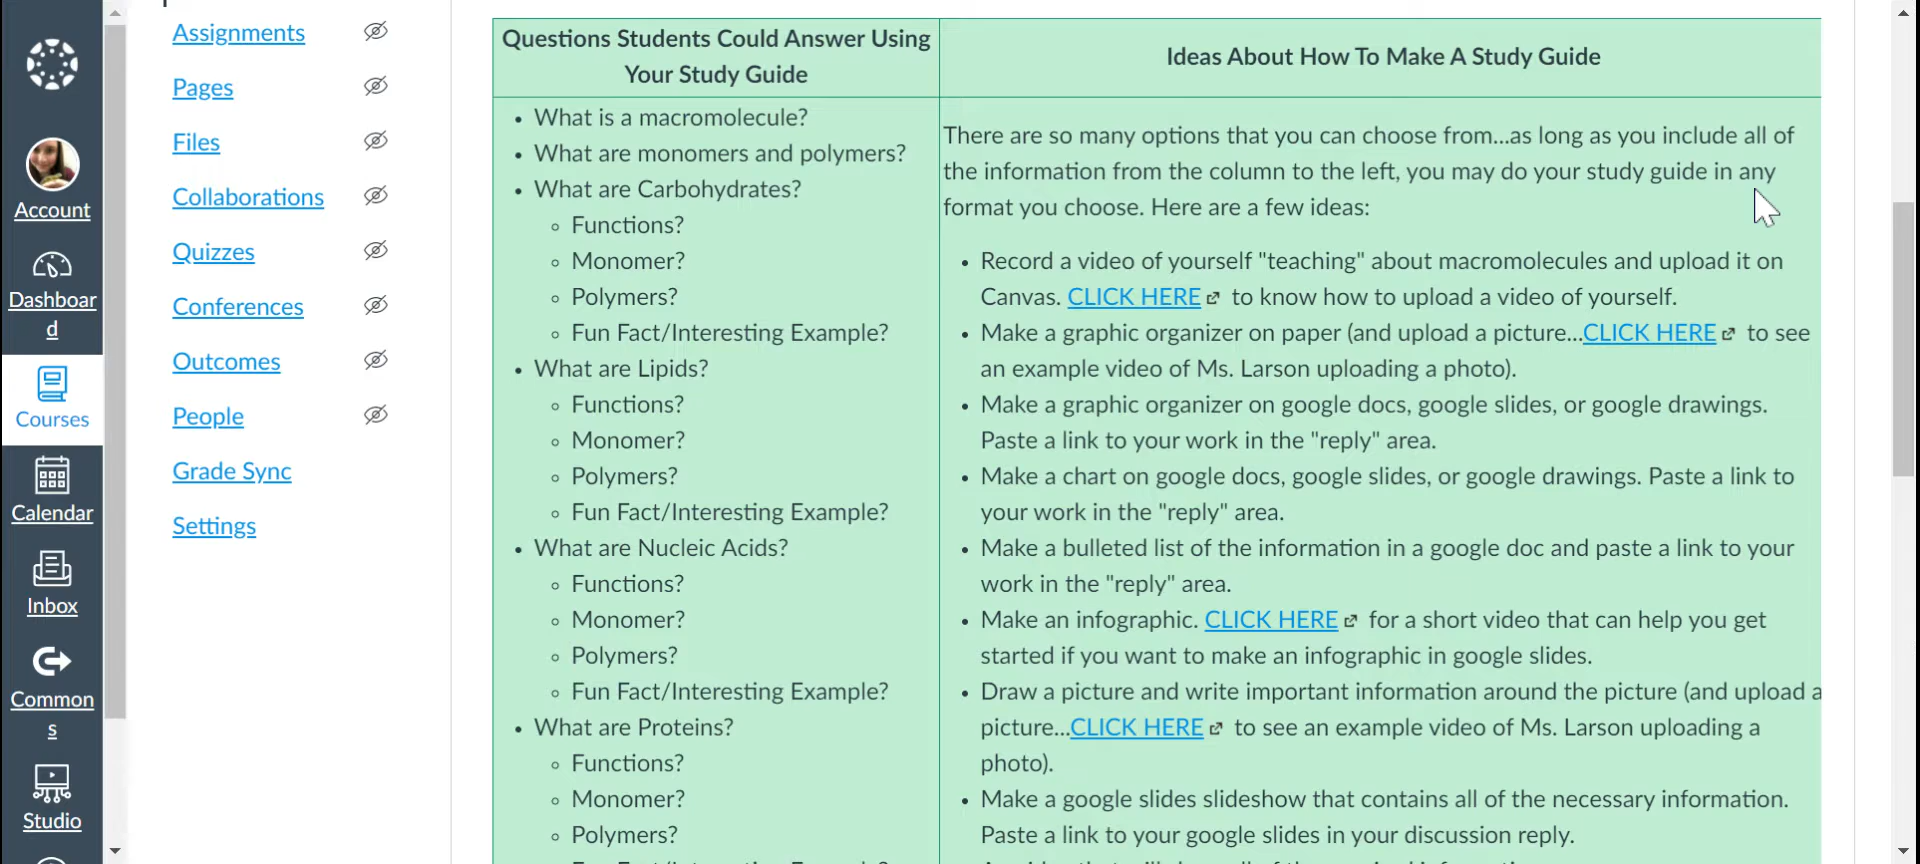 Account
Dashboar
d
Courses
Calendar
Inbox
Common
s
Studio
Assignments
Pages
Files
Collaborations
Quizzes
Conferences
Outcomes
People
Grade Sync
Settings
Questions Students Could Answer Using
Your Study Guide
• What is a macromolecule?
• What are monomers and polymers?
• What are Carbohydrates?
◦ Functions?
◦ Monomer?
◦ Polymers?
◦ Fun Fact/Interesting Example?
• What are Lipids?
◦ Functions?
◦ Monomer?
◦ Polymers?
◦ Fun Fact/Interesting Example?
• What are Nucleic Acids?
◦ Functions?
◦ Monomer?
◦ Polymers?
◦ Fun Fact/Interesting Example?
• What are Proteins?
◦ Functions?
◦ Monomer?
◦ Polymers?
Ideas About How To Make A Study Guide
There are so many options that you can choose from...as long as you include all of
the information from the column to the left, you may do your study guide in any
format you choose. Here are a few ideas:
• Record a video of yourself "teaching" about macromolecules and upload it on
Canvas. CLICK HERE to know how to upload a video of yourself.
• Make a graphic organizer on paper (and upload a picture...CLICK HERE to see
an example video of Ms. Larson uploading a photo).
• Make a graphic organizer on google docs, google slides, or google drawings.
Paste a link to your work in the "reply" area.
• Make a chart on google docs, google slides, or google drawings. Paste a link to
your work in the "reply" area.
• Make a bulleted list of the information in a google doc and paste a link to your
work in the "reply" area.
• Make an infographic. CLICK HERE for a short video that can help you get
started if you want to make an infographic in google slides.
• Draw a picture and write important information around the picture (and upload a
picture...CLICK HERE to see an example video of Ms. Larson uploading a
photo).
• Make a google slides slideshow that contains all of the necessary information.
Paste a link to your google slides in your discussion reply.